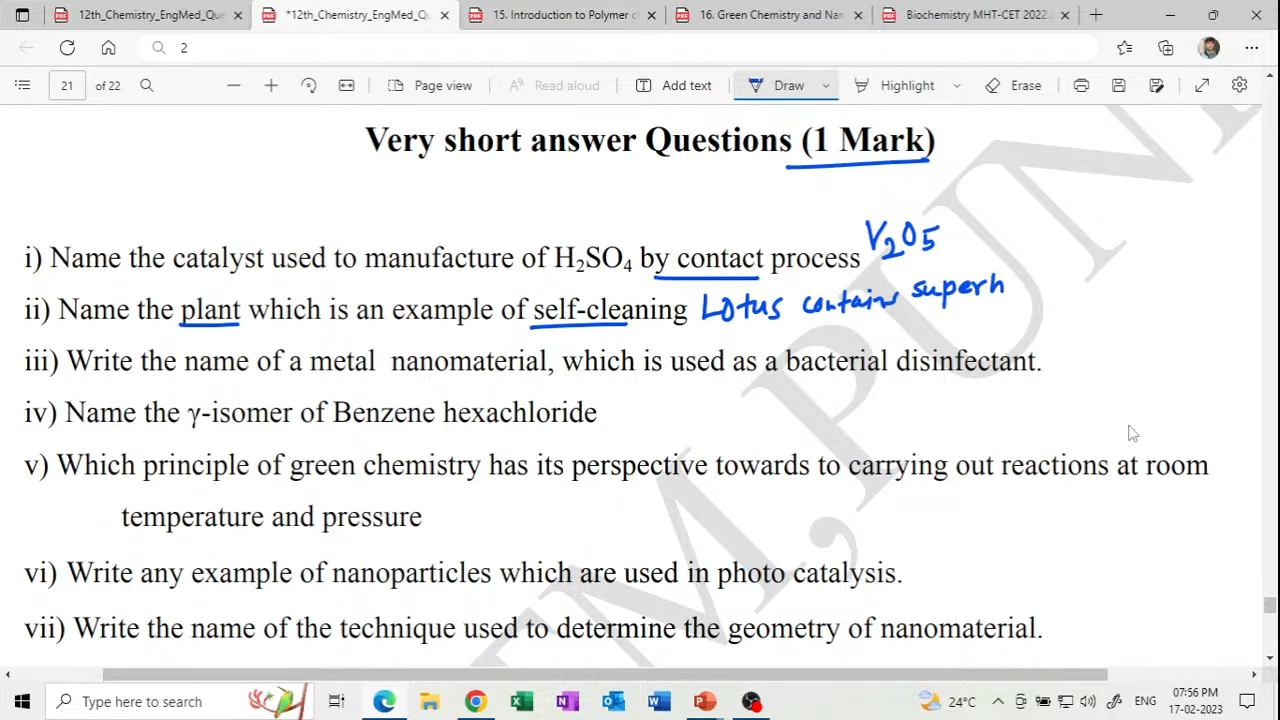 12th_Chemistry_EngMed_Que
*12th_Chemistry_EngMed_Qu
15. Introduction to Polymer c
16. Green Chemistry and Nan
Biochemistry MHT-CET 2022
2
21 of 22
Page view
Read aloud
Add text
Draw
Highlight
Erase
Very short answer Questions (1 Mark)
i) Name the catalyst used to manufacture of H₂SO₄ by contact process V₂O5
ii) Name the plant which is an example of self-cleaning Lotus contains superh
iii) Write the name of a metal nanomaterial, which is used as a bacterial disinfectant.
iv) Name the γ-isomer of Benzene hexachloride
v) Which principle of green chemistry has its perspective towards to carrying out reactions at room
temperature and pressure
vi) Write any example of nanoparticles which are used in photo catalysis.
vii) Write the name of the technique used to determine the geometry of nanomaterial.
EM, PUN
Type here to search
24°C
ENG
07:56 PM
17-02-2023